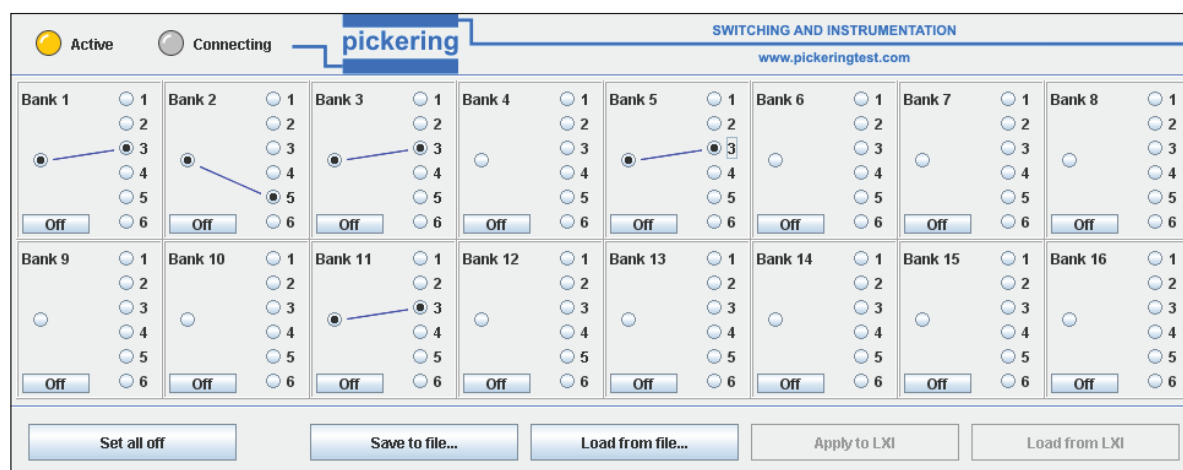 Active
Connecting
pickering
SWITCHING AND INSTRUMENTATION
www.pickeringtest.com
Bank 1
1
2
3
4
5
6
Off
Bank 2
1
2
3
4
5
6
Off
Bank 3
1
2
3
4
5
6
Off
Bank 4
1
2
3
4
5
6
Off
Bank 5
1
2
3
4
5
6
Off
Bank 6
1
2
3
4
5
6
Off
Bank 7
1
2
3
4
5
6
Off
Bank 8
1
2
3
4
5
6
Off
Bank 9
1
2
3
4
5
6
Off
Bank 10
1
2
3
4
5
6
Off
Bank 11
1
2
3
4
5
6
Off
Bank 12
1
2
3
4
5
6
Off
Bank 13
1
2
3
4
5
6
Off
Bank 14
1
2
3
4
5
6
Off
Bank 15
1
2
3
4
5
6
Off
Bank 16
1
2
3
4
5
6
Off
Set all off
Save to file...
Load from file...
Apply to LXI
Load from LXI